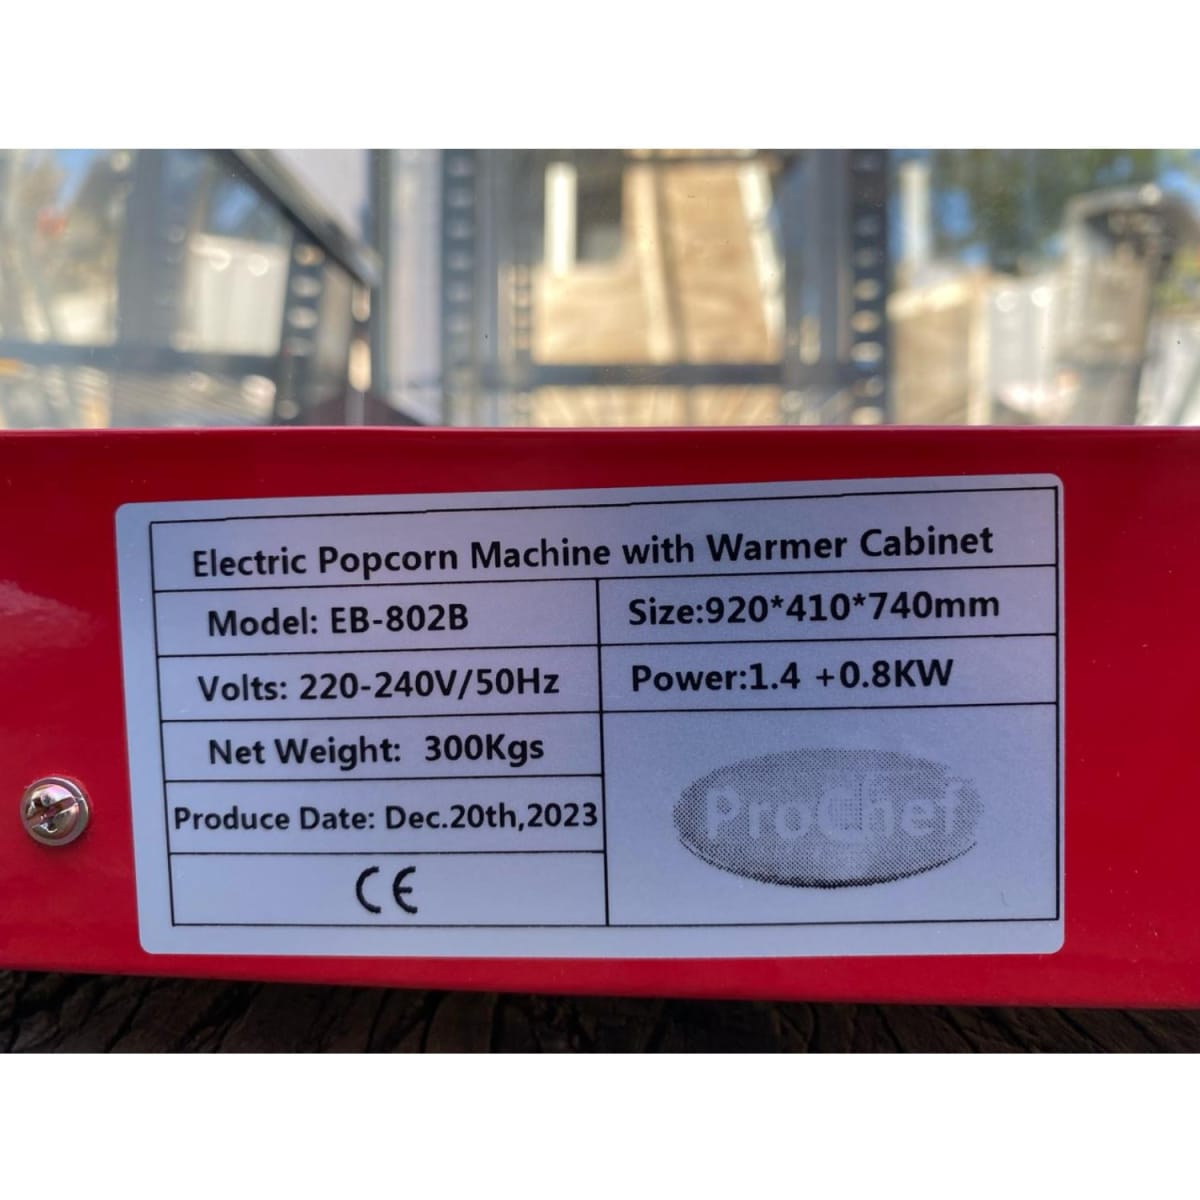 Electric Popcorn Machine with Warmer Cabinet
Model: EB-802B
Size:920*410*740mm
Volts: 220-240V/50Hz
Power:1.4 +0.8KW
Net Weight: 300Kgs
Produce Date: Dec.20th,2023
ProChef
CE